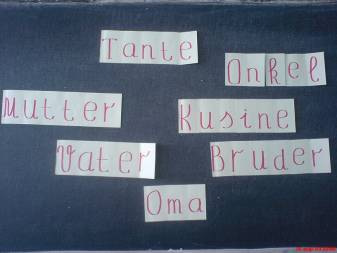 Tante
Onkel
Mutter
Kusine
Vater
Bruder
Oma